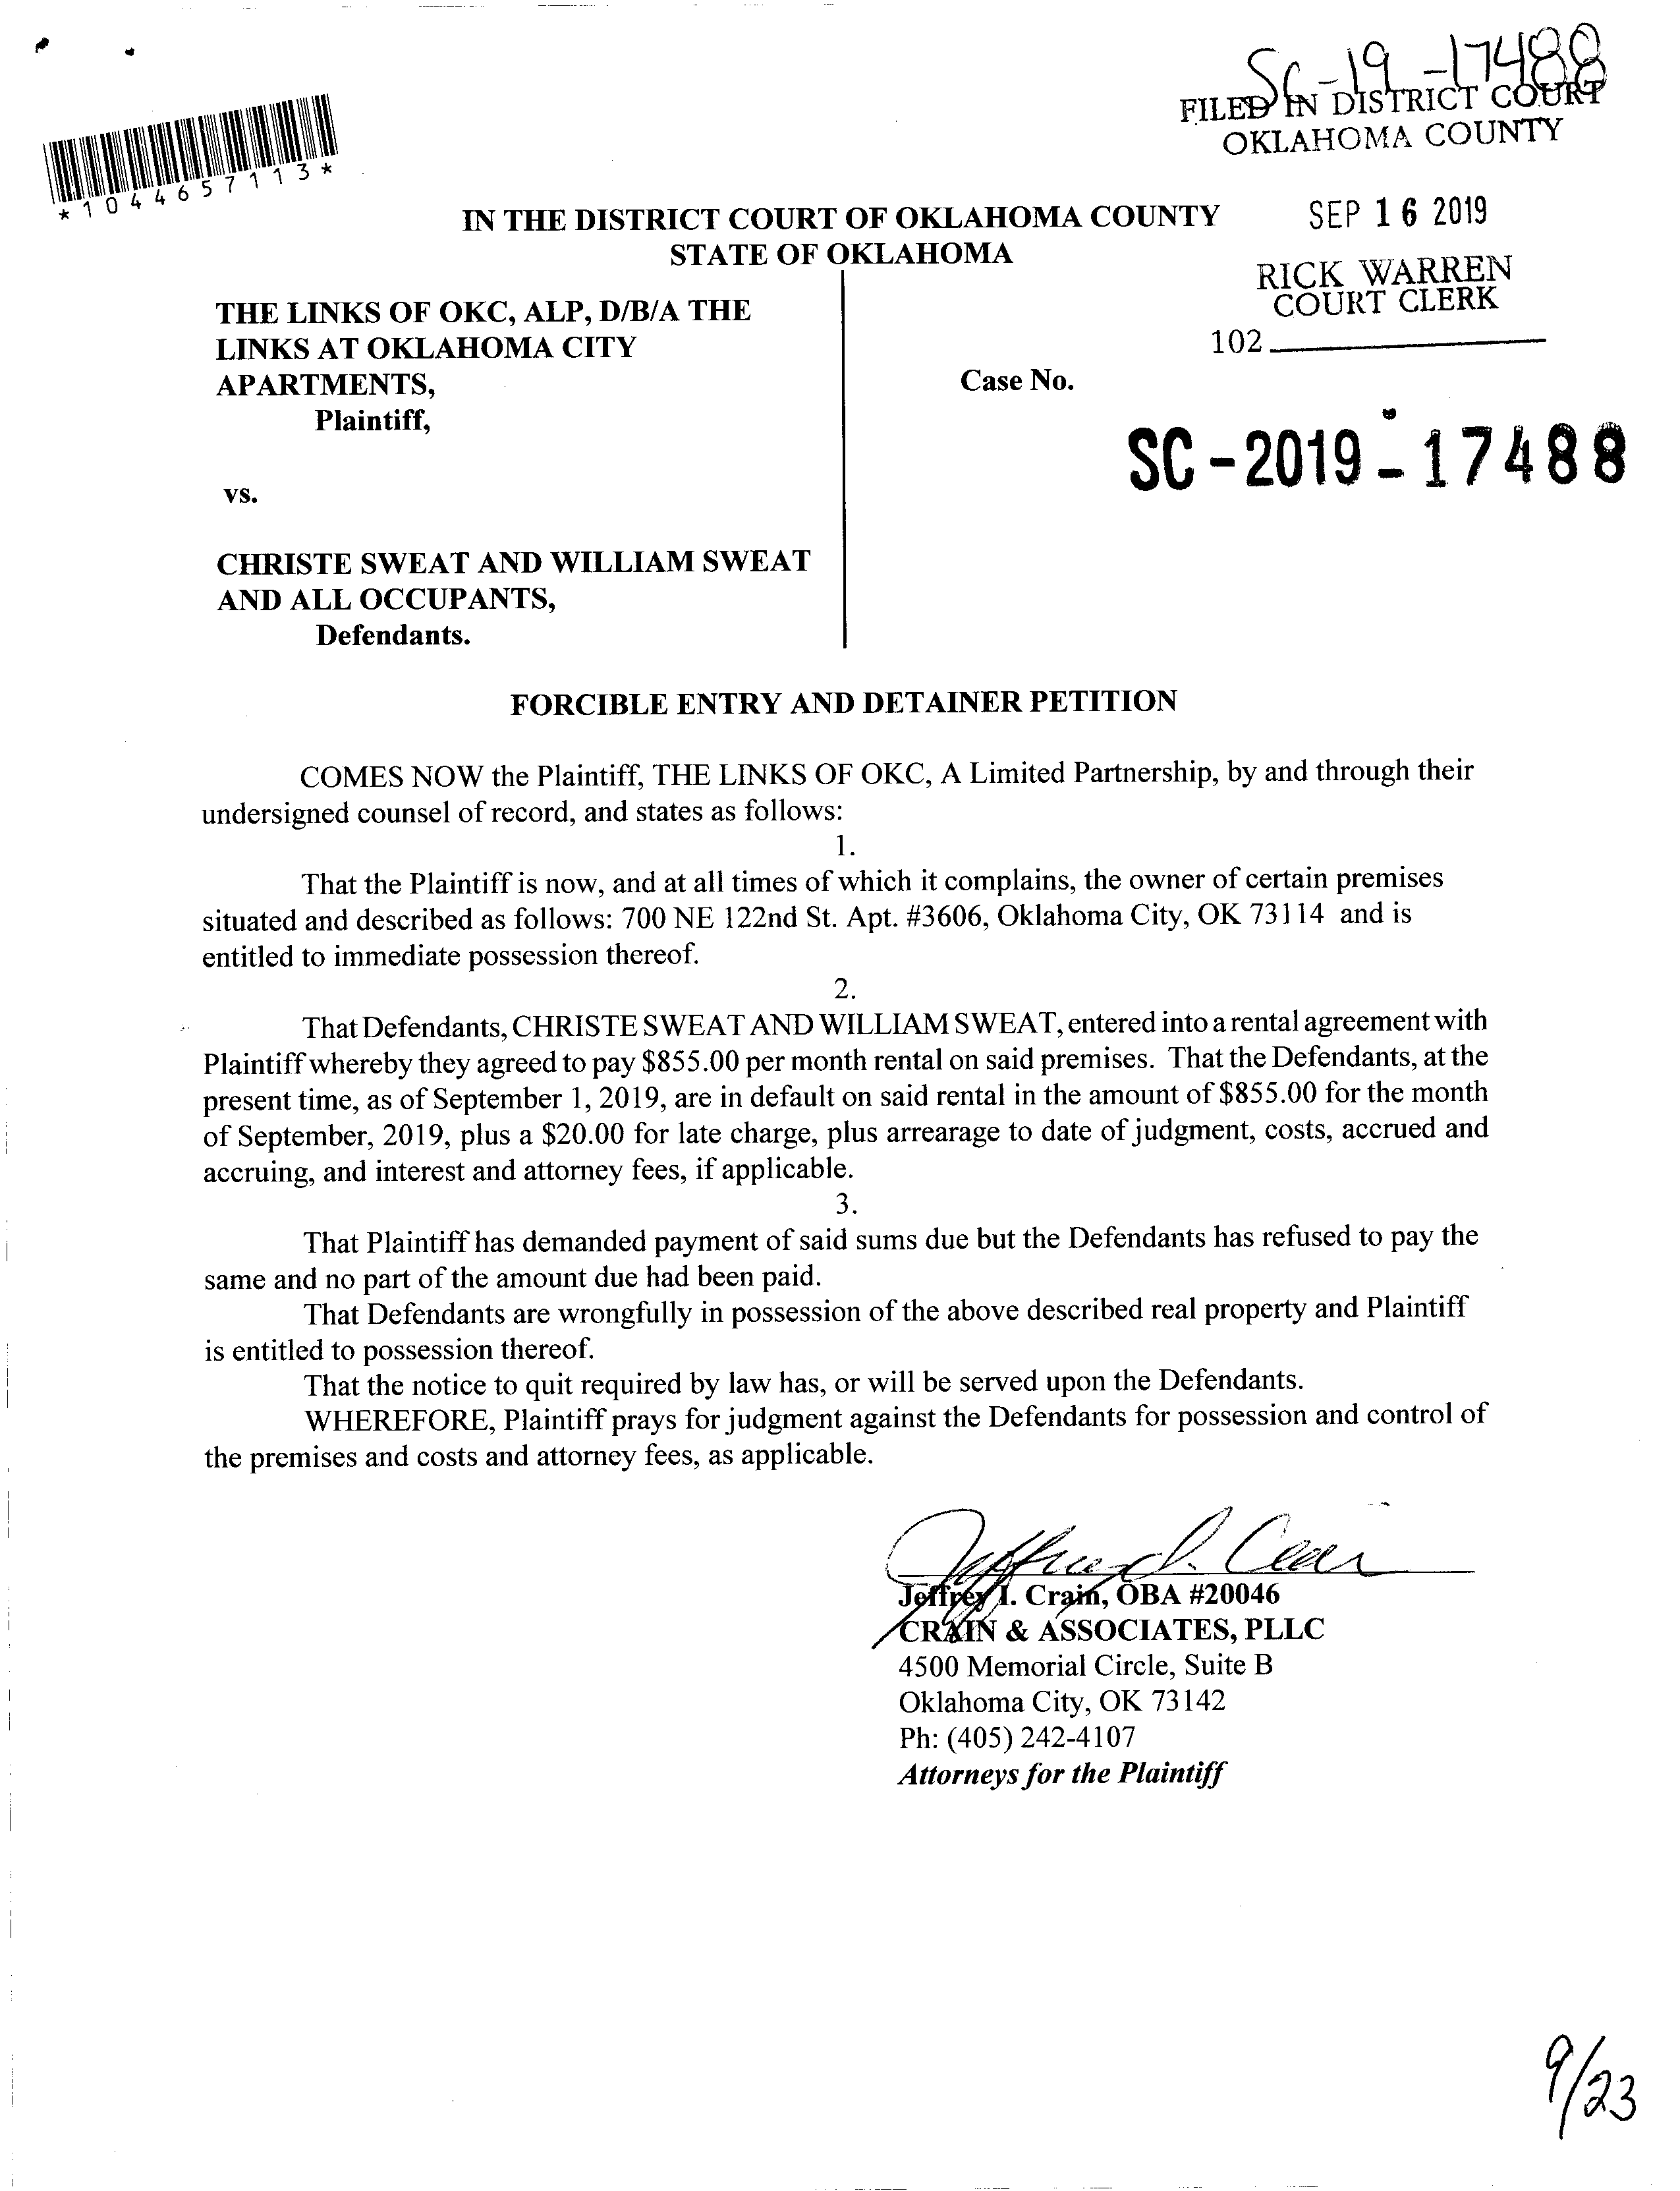 SC-19-17488
FILED IN DISTRICT COURT
OKLAHOMA COUNTY
*1044657113*
IN THE DISTRICT COURT OF OKLAHOMA COUNTY
STATE OF OKLAHOMA
SEP 16 2019
RICK WARREN
COURT CLERK
102
THE LINKS OF OKC, ALP, D/B/A THE
LINKS AT OKLAHOMA CITY
APARTMENTS,
Plaintiff,
Case No.
SC-2019-17488
vs.
CHRISTE SWEAT AND WILLIAM SWEAT
AND ALL OCCUPANTS,
Defendants.
FORCIBLE ENTRY AND DETAINER PETITION
COMES NOW the Plaintiff, THE LINKS OF OKC, A Limited Partnership, by and through their
undersigned counsel of record, and states as follows:
1.
That the Plaintiff is now, and at all times of which it complains, the owner of certain premises
situated and described as follows: 700 NE 122nd St. Apt. #3606, Oklahoma City, OK 73114 and is
entitled to immediate possession thereof.
2.
That Defendants, CHRISTE SWEAT AND WILLIAM SWEAT, entered into a rental agreement with
Plaintiff whereby they agreed to pay $855.00 per month rental on said premises. That the Defendants, at the
present time, as of September 1, 2019, are in default on said rental in the amount of $855.00 for the month
of September, 2019, plus a $20.00 for late charge, plus arrearage to date of judgment, costs, accrued and
accruing, and interest and attorney fees, if applicable.
3.
That Plaintiff has demanded payment of said sums due but the Defendants has refused to pay the
same and no part of the amount due had been paid.
That Defendants are wrongfully in possession of the above described real property and Plaintiff
is entitled to possession thereof.
That the notice to quit required by law has, or will be served upon the Defendants.
WHEREFORE, Plaintiff prays for judgment against the Defendants for possession and control of
the premises and costs and attorney fees, as applicable.
Jeffrey I. Crain, OBA #20046
CRAIN & ASSOCIATES, PLLC
4500 Memorial Circle, Suite B
Oklahoma City, OK 73142
Ph: (405) 242-4107
Attorneys for the Plaintiff
9/23